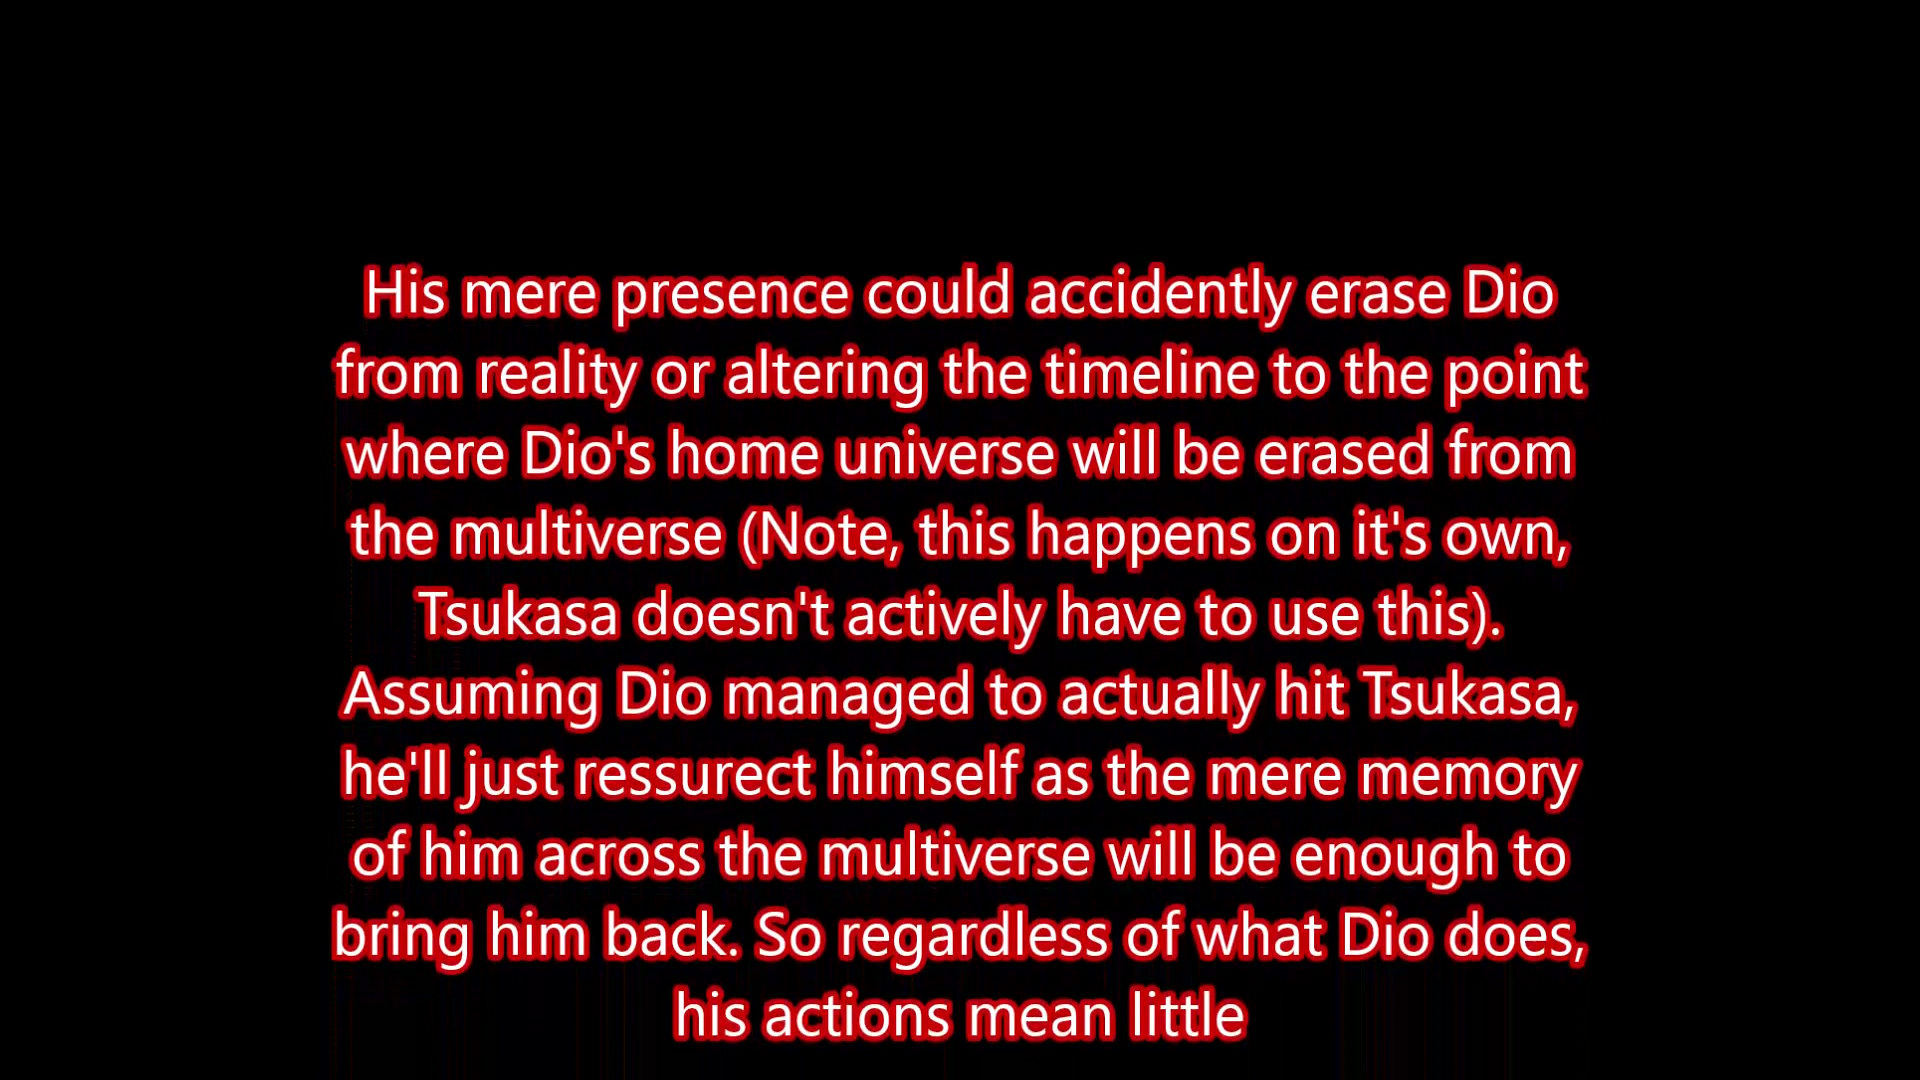 His mere presence could accidently erase Dio
from reality or altering the timeline to the point
where Dio's home universe will be erased from
the multiverse (Note, this happens on it's own,
Tsukasa doesn't actively have to use this).
Assuming Dio managed to actually hit Tsukasa,
he'll just ressurect himself as the mere memory
of him across the multiverse will be enough to
bring him back. So regardless of what Dio does,
his actions mean little